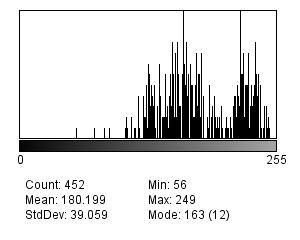 0 255
Count: 452 Min: 56
Mean: 180.199 Max: 249
StdDev: 39.059 Mode: 163 (12)